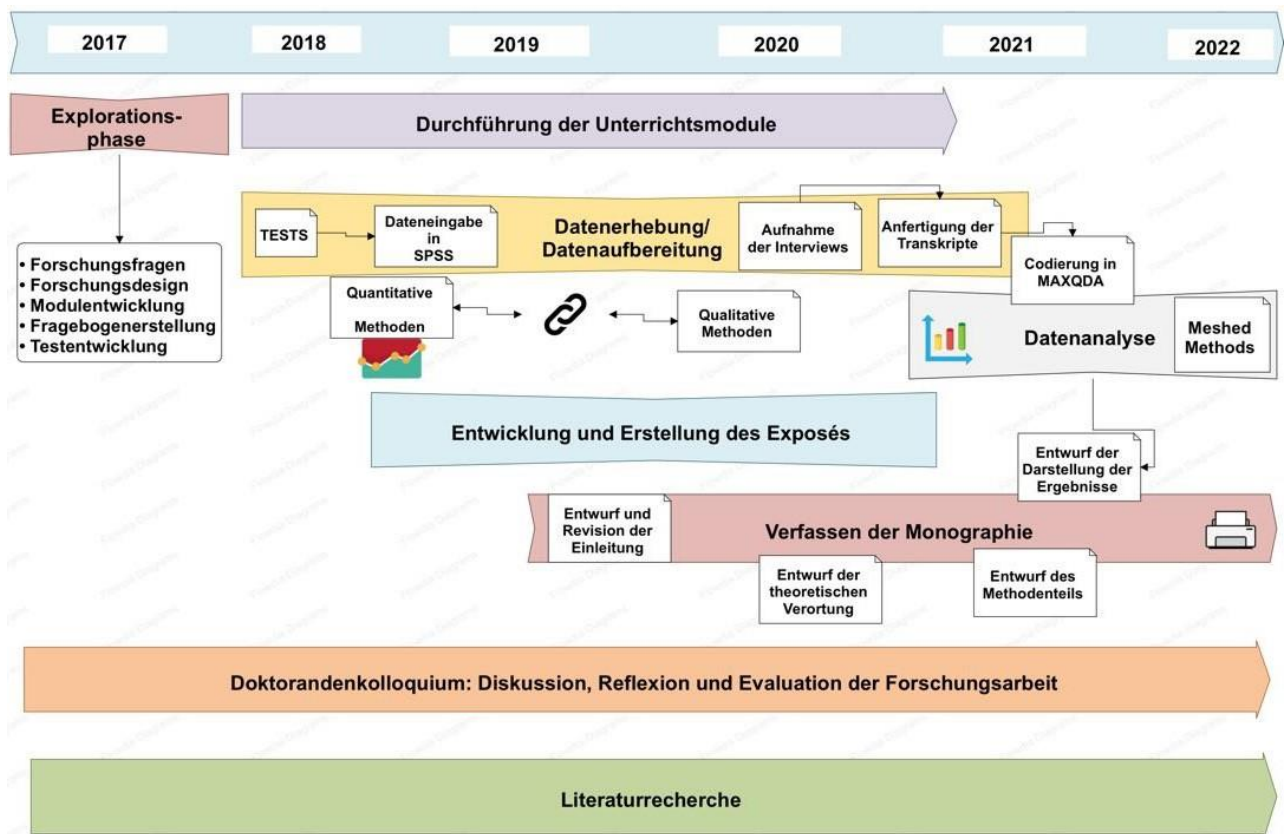 2017
2018
2019
2020
2021
2022
Explorations-
phase
Durchführung der Unterrichtsmodule
TESTS
Dateneingabe
in
SPSS
Datenerhebung/
Datenaufbereitung
Aufnahme
der Interviews
Anfertigung der
Transkripte
• Forschungsfragen
• Forschungsdesign
• Modulentwicklung
• Fragebogenerstellung
• Testentwicklung
Codierung in
MAXQDA
Quantitative
Methoden
Qualitative
Methoden
Datenanalyse
Meshed
Methods
Entwicklung und Erstellung des Exposés
Entwurf der
Darstellung der
Ergebnisse
Entwurf und
Revision der
Einleitung
Verfassen der Monographie
Entwurf der
theoretischen
Verortung
Entwurf des
Methodenteils
Doktorandenkolloquium: Diskussion, Reflexion und Evaluation der Forschungsarbeit
Literaturrecherche